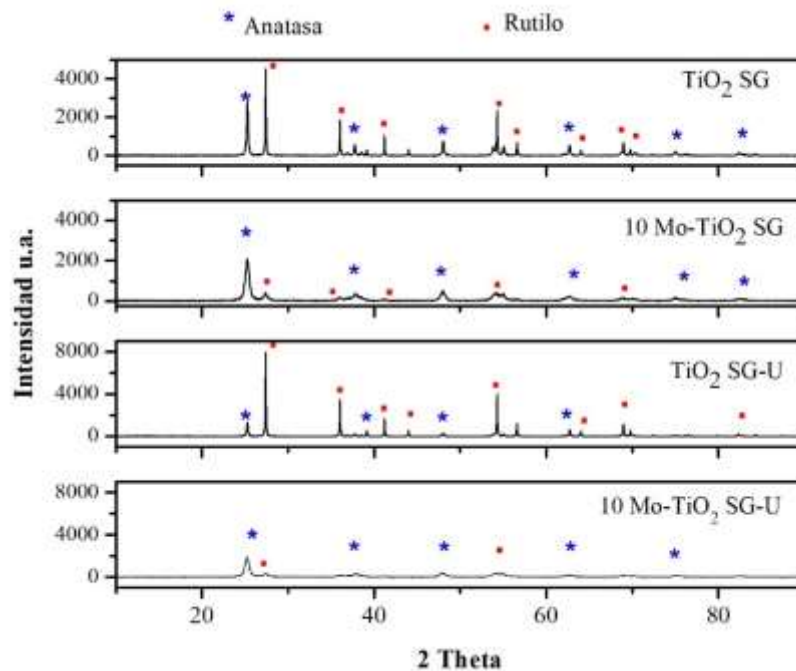 * Anatasa
• Rutilo
TiO₂ SG
4000
2000
0
10 Mo-TiO₂ SG
4000
2000
0
TiO₂ SG-U
8000
4000
0
10 Mo-TiO₂ SG-U
8000
4000
0
20
40
60
80
Intensidad u.a.
2 Theta